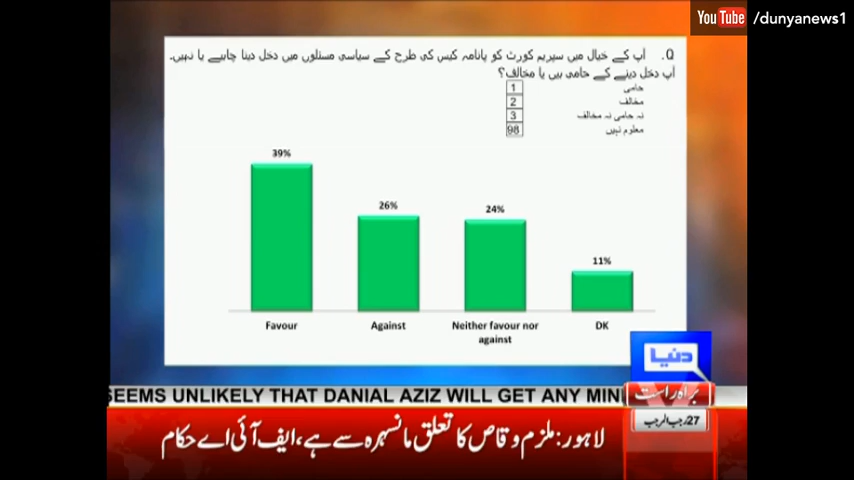 YouTube /dunyanews1
Q. آپ کے خیال میں سپریم کورٹ کو پانامہ کیس کی طرح کے سیاسی مسئلوں میں دخل دینا چاہیے یا نہیں۔
آپ دخل دینے کے حامی ہیں یا مخالف؟
حامی 1
مخالف 2
نہ حامی نہ مخالف 3
معلوم نہیں 98
39%
26%
24%
11%
Favour
Against
Neither favour nor
against
DK
دنیا
SEEMS UNLIKELY THAT DANIAL AZIZ WILL GET ANY MIN
براہ راست
27 رجب المرجب
لاہور: ملزم وقاص کا تعلق مانسہرہ سے ہے، ایف آئی اے حکام